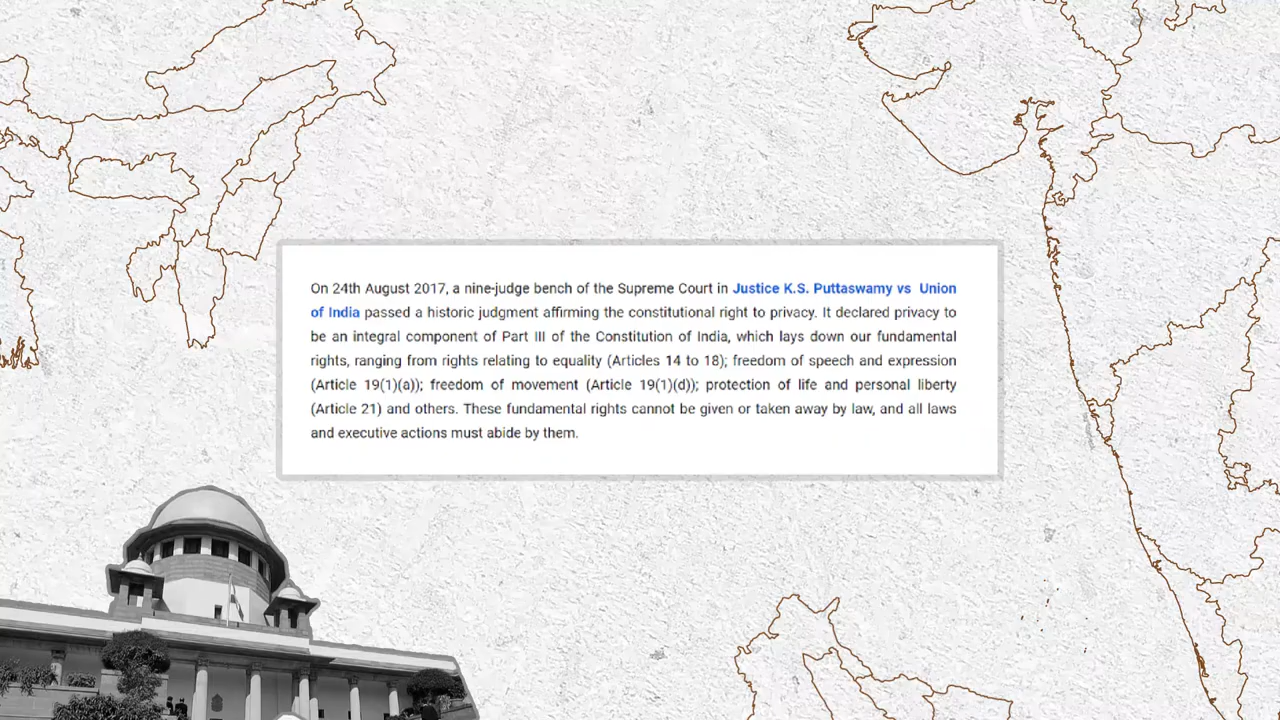 On 24th August 2017, a nine-judge bench of the Supreme Court in Justice K.S. Puttaswamy vs Union
of India passed a historic judgment affirming the constitutional right to privacy. It declared privacy to
be an integral component of Part III of the Constitution of India, which lays down our fundamental
rights, ranging from rights relating to equality (Articles 14 to 18); freedom of speech and expression
(Article 19(1)(a)); freedom of movement (Article 19(1)(d)); protection of life and personal liberty
(Article 21) and others. These fundamental rights cannot be given or taken away by law, and all laws
and executive actions must abide by them.